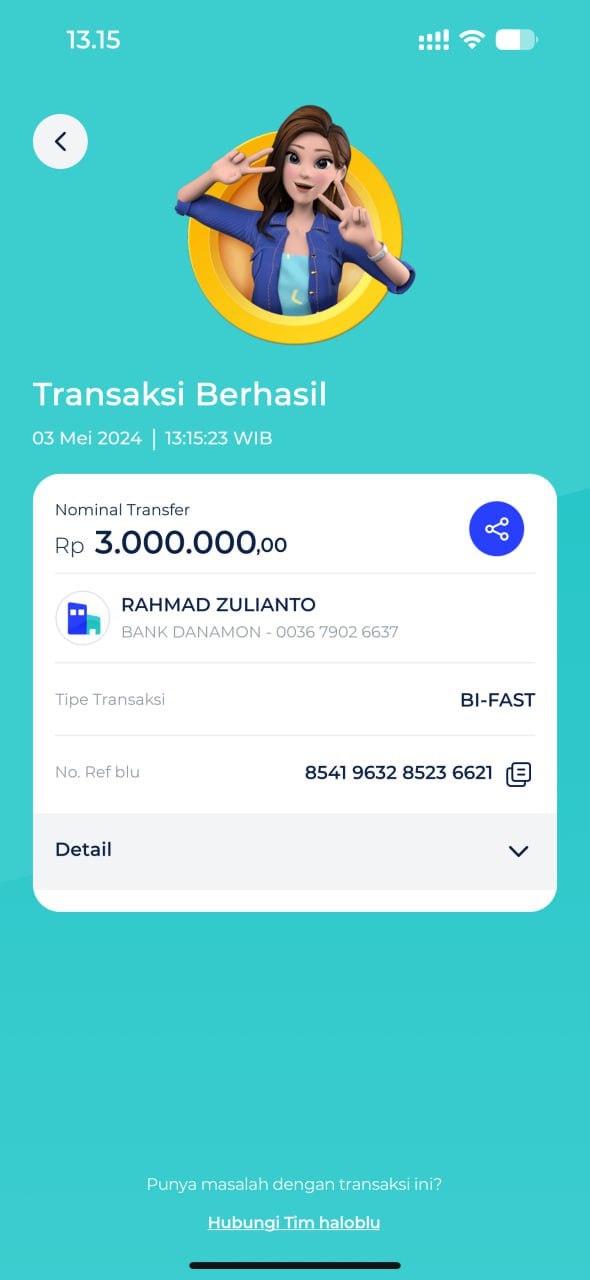 13.15
Transaksi Berhasil
03 Mei 2024 | 13:15:23 WIB
Nominal Transfer
Rp 3.000.000,00
RAHMAD ZULIANTO
BANK DANAMON - 0036 7902 6637
Tipe Transaksi BI-FAST
No. Ref blu 8541 9632 8523 6621
Detail
Punya masalah dengan transaksi ini?
Hubungi Tim haloblu